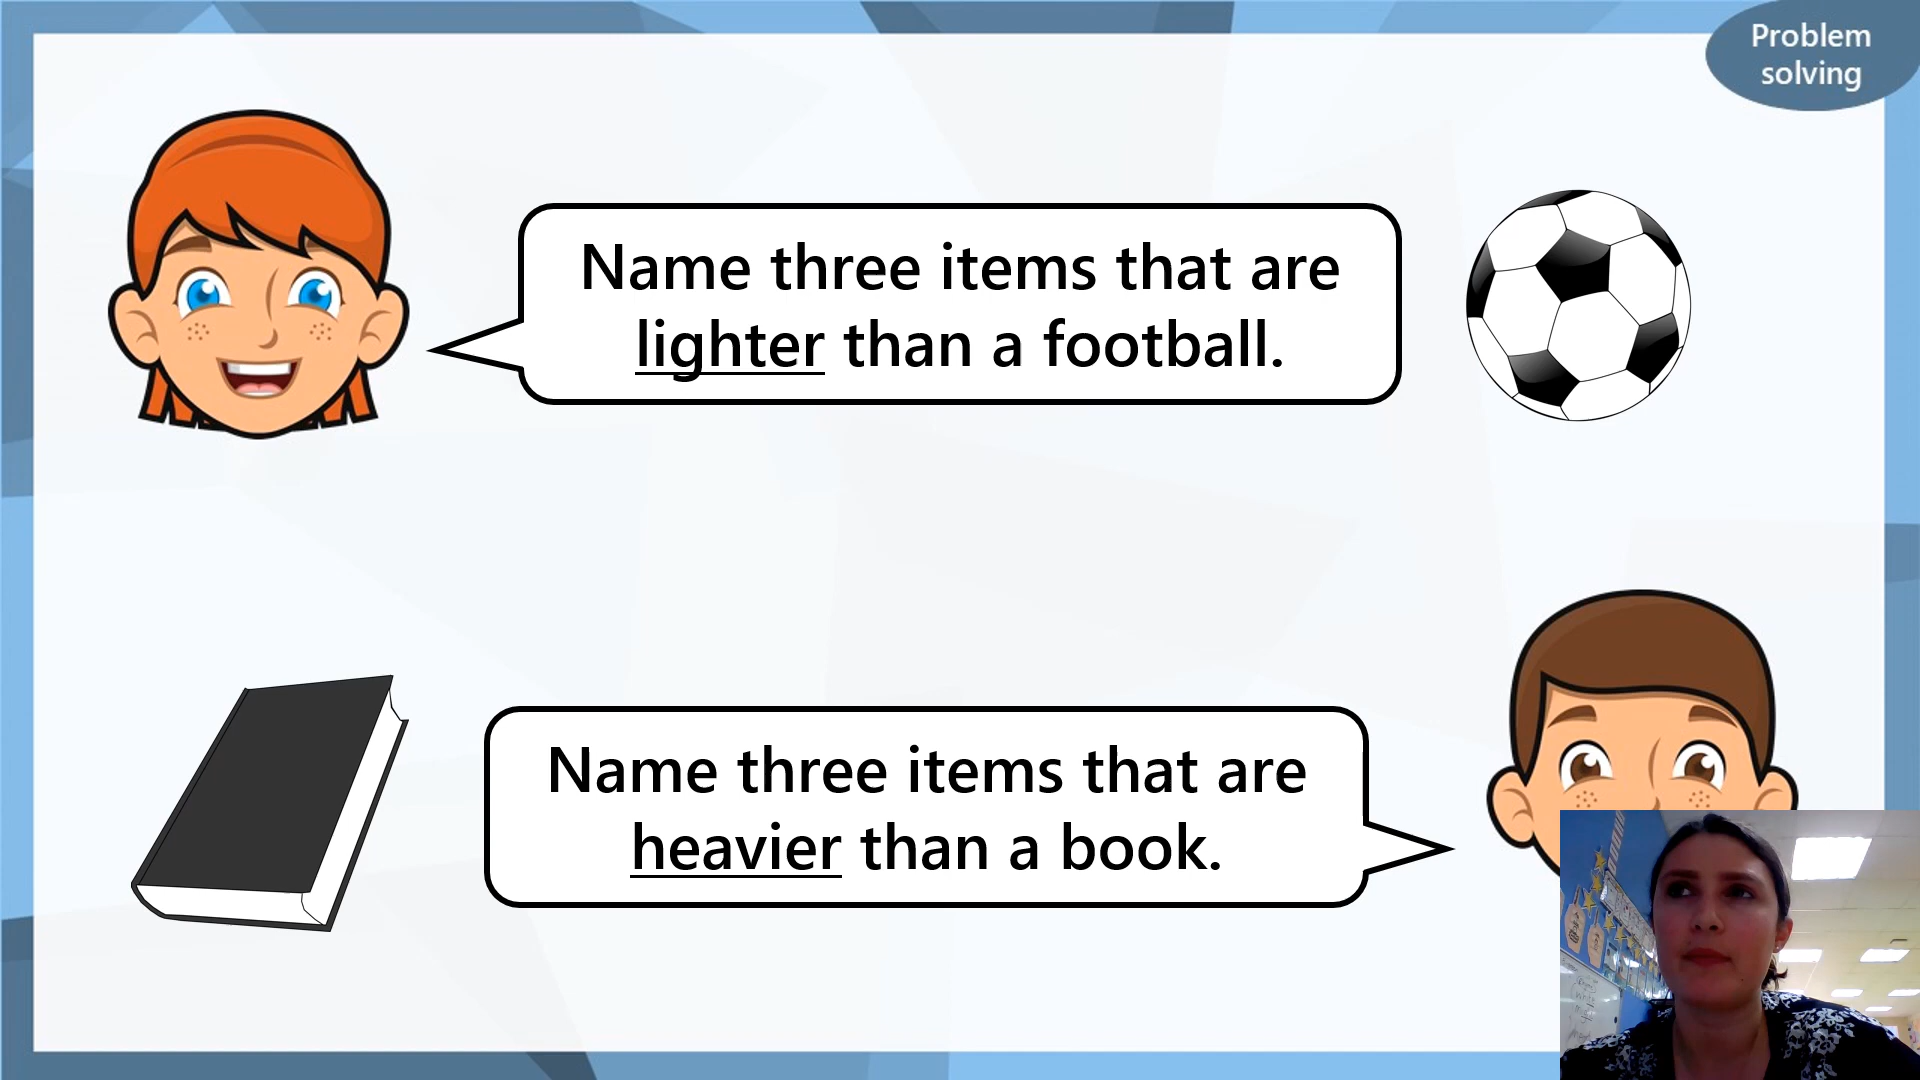 Problem
solving
Name three items that are
lighter than a football.
Name three items that are
heavier than a book.